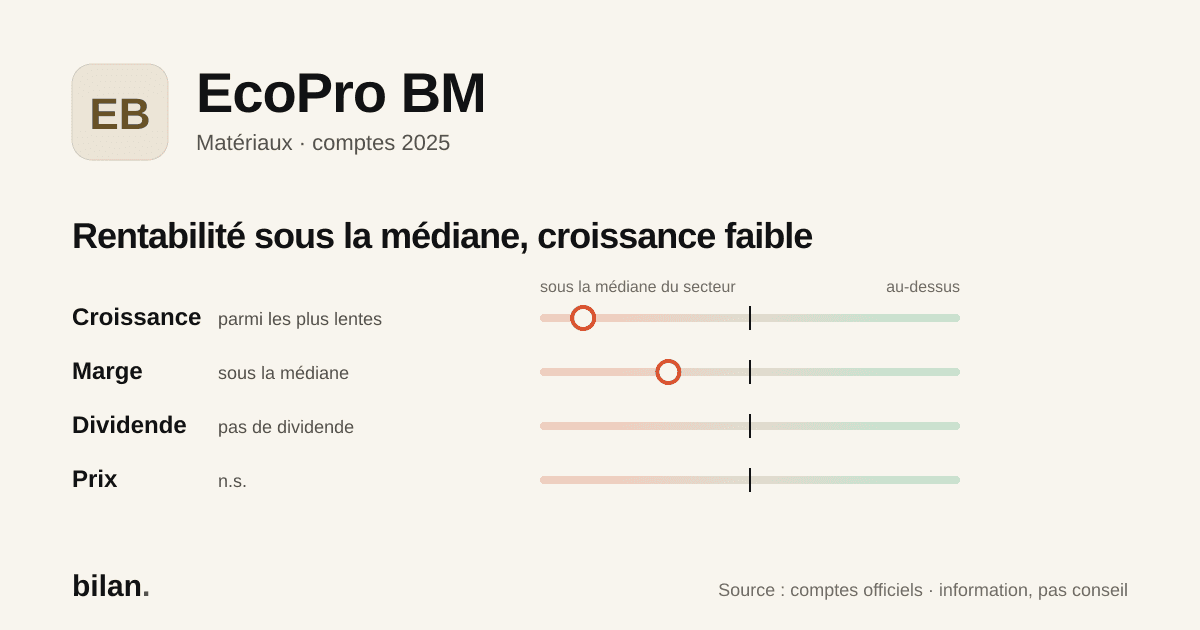 EB
EcoPro BM
Matériaux · comptes 2025
Rentabilité sous la médiane, croissance faible
sous la médiane du secteur au-dessus
Croissance parmi les plus lentes
Marge sous la médiane
Dividende pas de dividende
Prix n.s.
bilan.
Source : comptes officiels · information, pas conseil